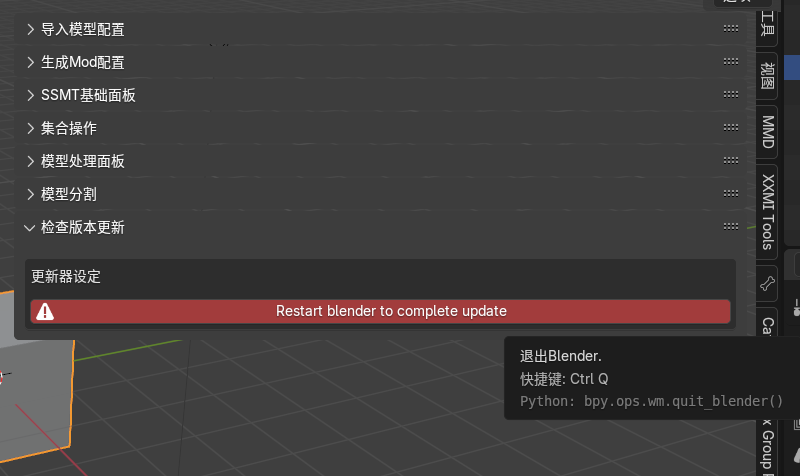 导入模型配置
生成Mod配置
SSMT基础面板
集合操作
模型处理面板
模型分割
检查版本更新
更新器设定
Restart blender to complete update
退出Blender.
快捷键: Ctrl Q
Python: bpy.ops.wm.quit_blender()
工具
视图
MMD
XXMI Tools
Ca
x Group